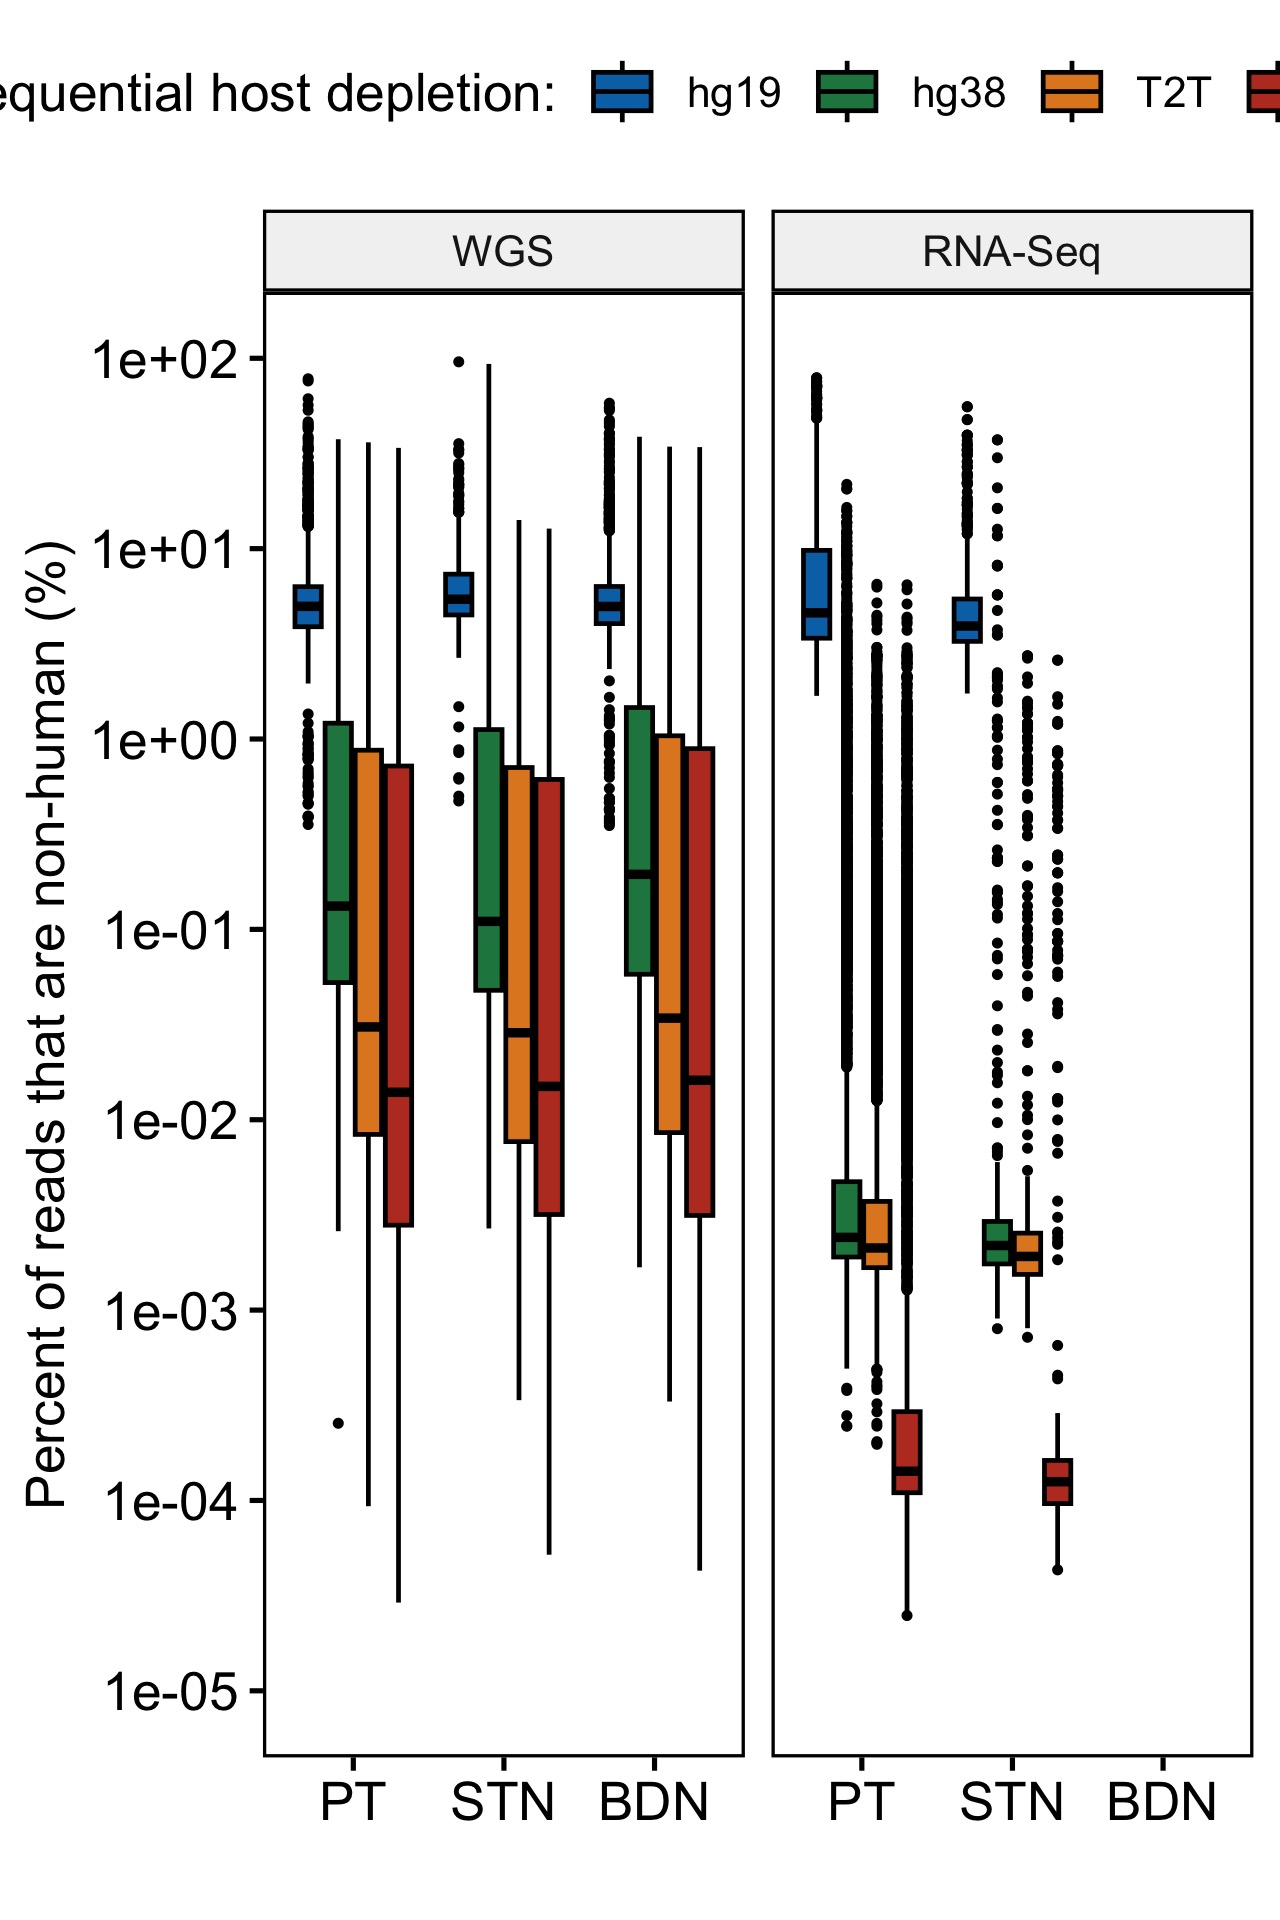 equential host depletion: hg19 hg38 T2T
WGS RNA-Seq
Percent of reads that are non-human (%)
1e+02
1e+01
1e+00
1e-01
1e-02
1e-03
1e-04
1e-05
PT STN BDN PT STN BDN